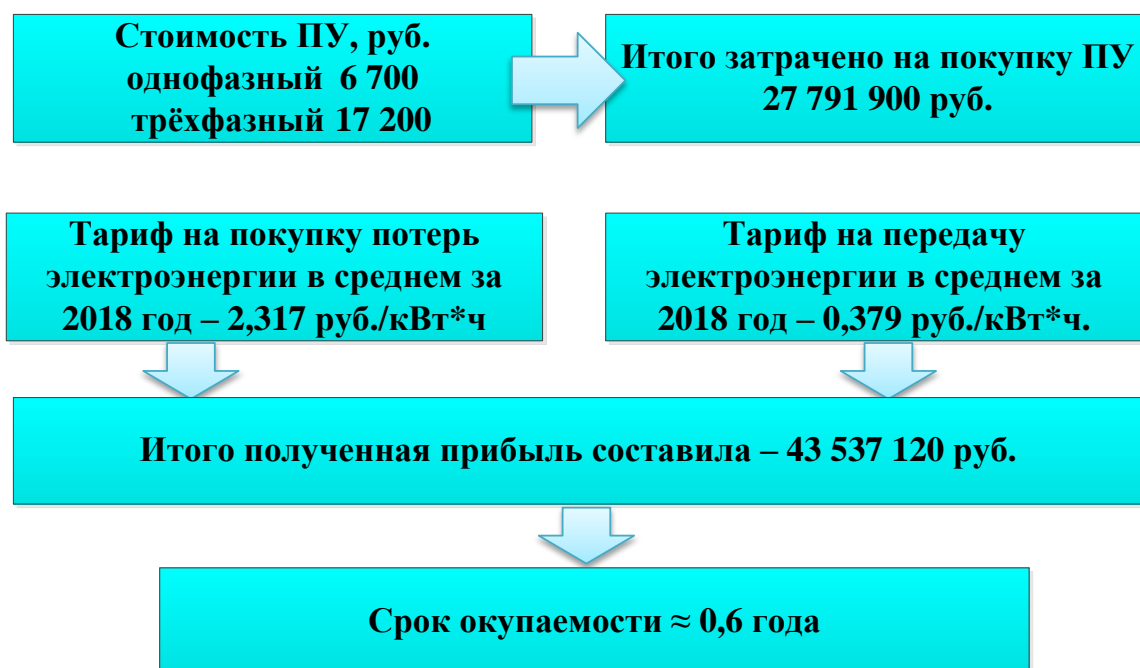 Стоимость ПУ, руб.
однофазный 6 700
трёхфазный 17 200
Итого затрачено на покупку ПУ
27 791 900 руб.
Тариф на покупку потерь
электроэнергии в среднем за
2018 год – 2,317 руб./кВт*ч
Тариф на передачу
электроэнергии в среднем за
2018 год – 0,379 руб./кВт*ч.
Итого полученная прибыль составила – 43 537 120 руб.
Срок окупаемости ≈ 0,6 года